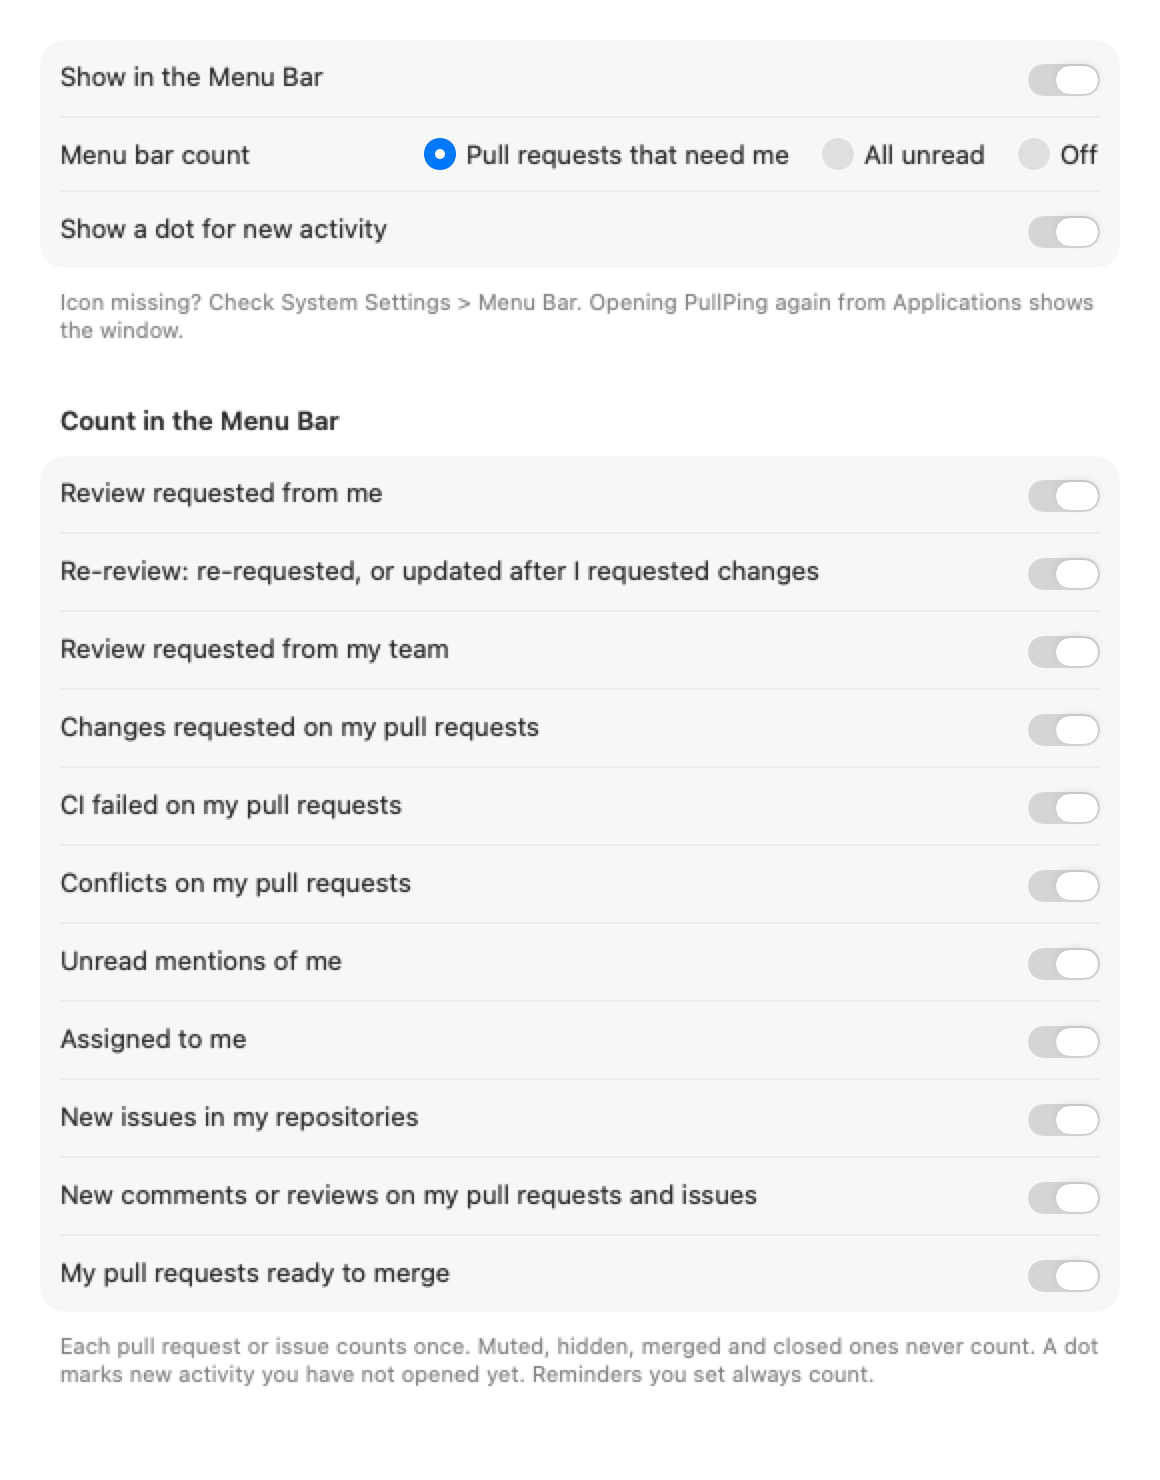 Show in the Menu Bar
Menu bar count Pull requests that need me All unread Off
Show a dot for new activity
Icon missing? Check System Settings > Menu Bar. Opening PullPing again from Applications shows
the window.
Count in the Menu Bar
Review requested from me
Re-review: re-requested, or updated after I requested changes
Review requested from my team
Changes requested on my pull requests
CI failed on my pull requests
Conflicts on my pull requests
Unread mentions of me
Assigned to me
New issues in my repositories
New comments or reviews on my pull requests and issues
My pull requests ready to merge
Each pull request or issue counts once. Muted, hidden, merged and closed ones never count. A dot
marks new activity you have not opened yet. Reminders you set always count.